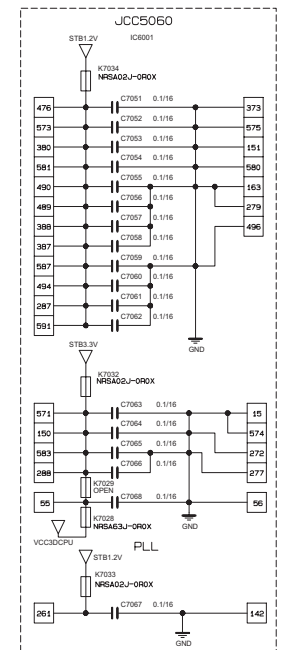 JCC5060
STB1.2V
IC6001
K7034
NRSA02J-0R0X
476 C7051 0.1/16 373
573 C7052 0.1/16 575
380 C7053 0.1/16 151
581 C7054 0.1/16 580
490 C7055 0.1/16 163
489 C7056 0.1/16 279
388 C7057 0.1/16 496
387 C7058 0.1/16
587 C7059 0.1/16
494 C7060 0.1/16
287 C7061 0.1/16
591 C7062 0.1/16
GND
STB3.3V
K7032
NRSA02J-0R0X
571 C7063 0.1/16 15
150 C7064 0.1/16 574
583 C7065 0.1/16 272
288 C7066 0.1/16 277
K7029
OPEN
55 C7068 0.1/16 56
K7028
NRSA63J-0R0X
GND
VCC3DCPU
PLL
STB1.2V
K7033
NRSA02J-0R0X
261 C7067 0.1/16 142
GND